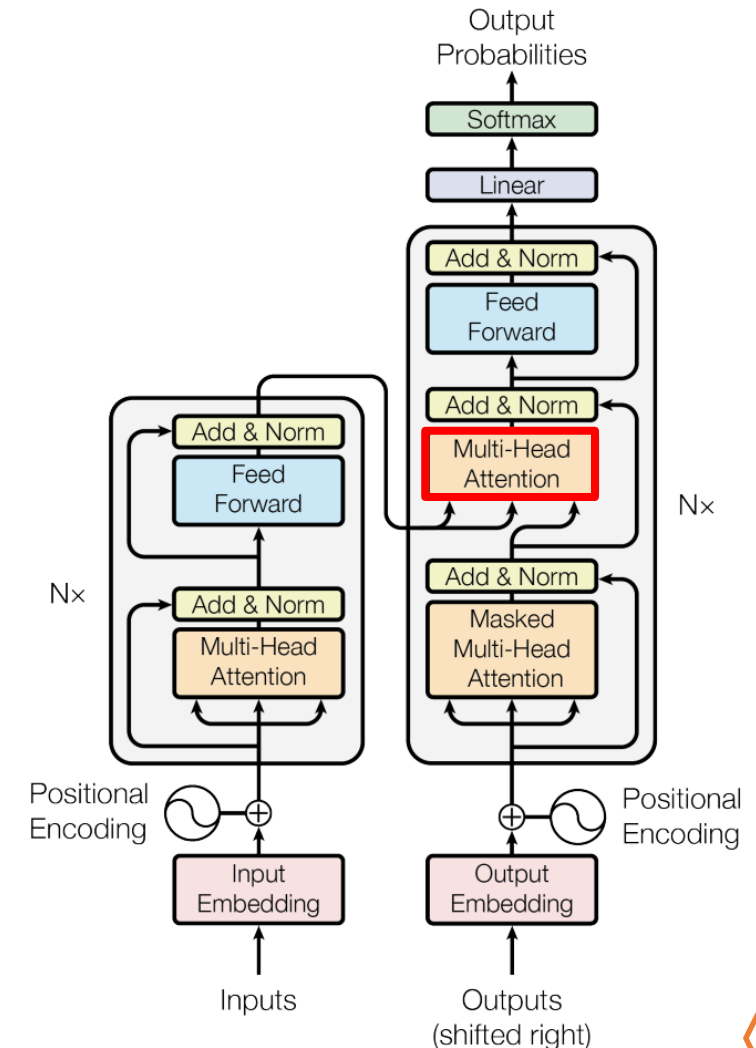 Output
Probabilities
Softmax
Linear
Add & Norm
Feed
Forward
Add & Norm
Multi-Head
Attention
N×
Add & Norm
Masked
Multi-Head
Attention
Add & Norm
Feed
Forward
N×
Add & Norm
Multi-Head
Attention
Positional
Encoding
Positional
Encoding
Input
Embedding
Output
Embedding
Inputs
Outputs
(shifted right)